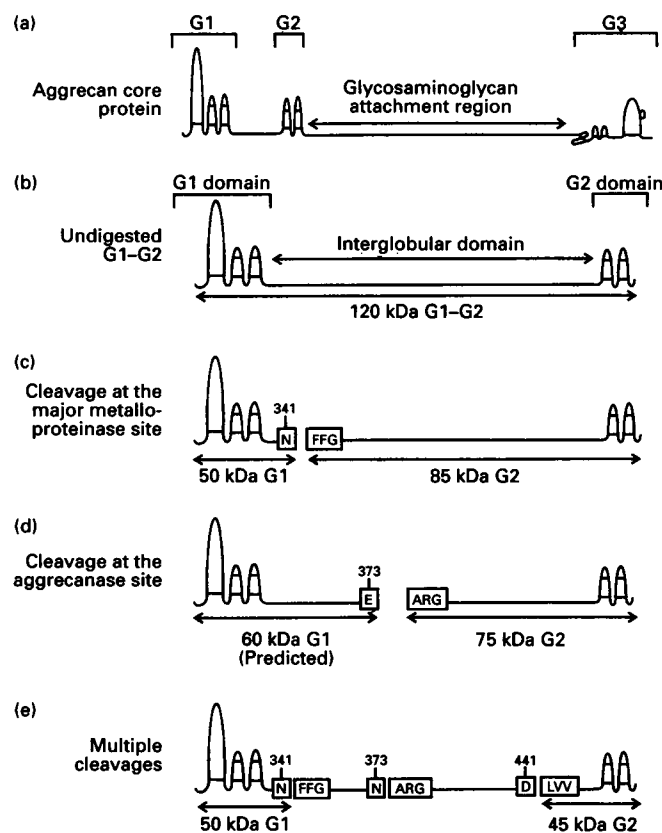 (a)
G1 G2 G3
Aggrecan core
protein
Glycosaminoglycan
attachment region
(b)
G1 domain G2 domain
Undigested
G1–G2
Interglobular domain
120 kDa G1–G2
(c)
Cleavage at the
major metallo-
proteinase site
341
N FFG
50 kDa G1 85 kDa G2
(d)
Cleavage at the
aggrecanase site
373
E ARG
60 kDa G1
(Predicted)
75 kDa G2
(e)
Multiple
cleavages
341 373 441
N FFG N ARG D LVV
50 kDa G1 45 kDa G2